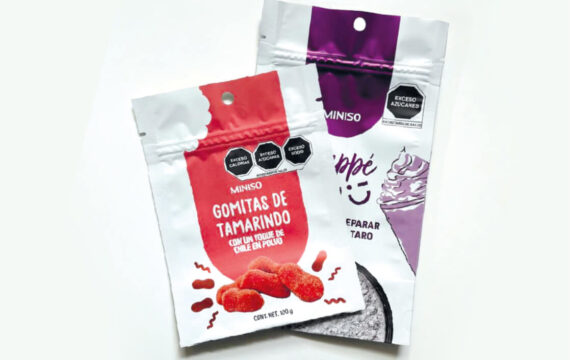 EXCESO
CALORÍAS
EXCESO
AZÚCARES
EXCESO
SODIO
MINISO
GOMITAS DE
TAMARINDO
CON UN TOQUE DE
CHILE EN POLVO
CONT. NET. 100 g
EXCESO
AZÚCARES
MINISO
appé
EPARAR
TARO